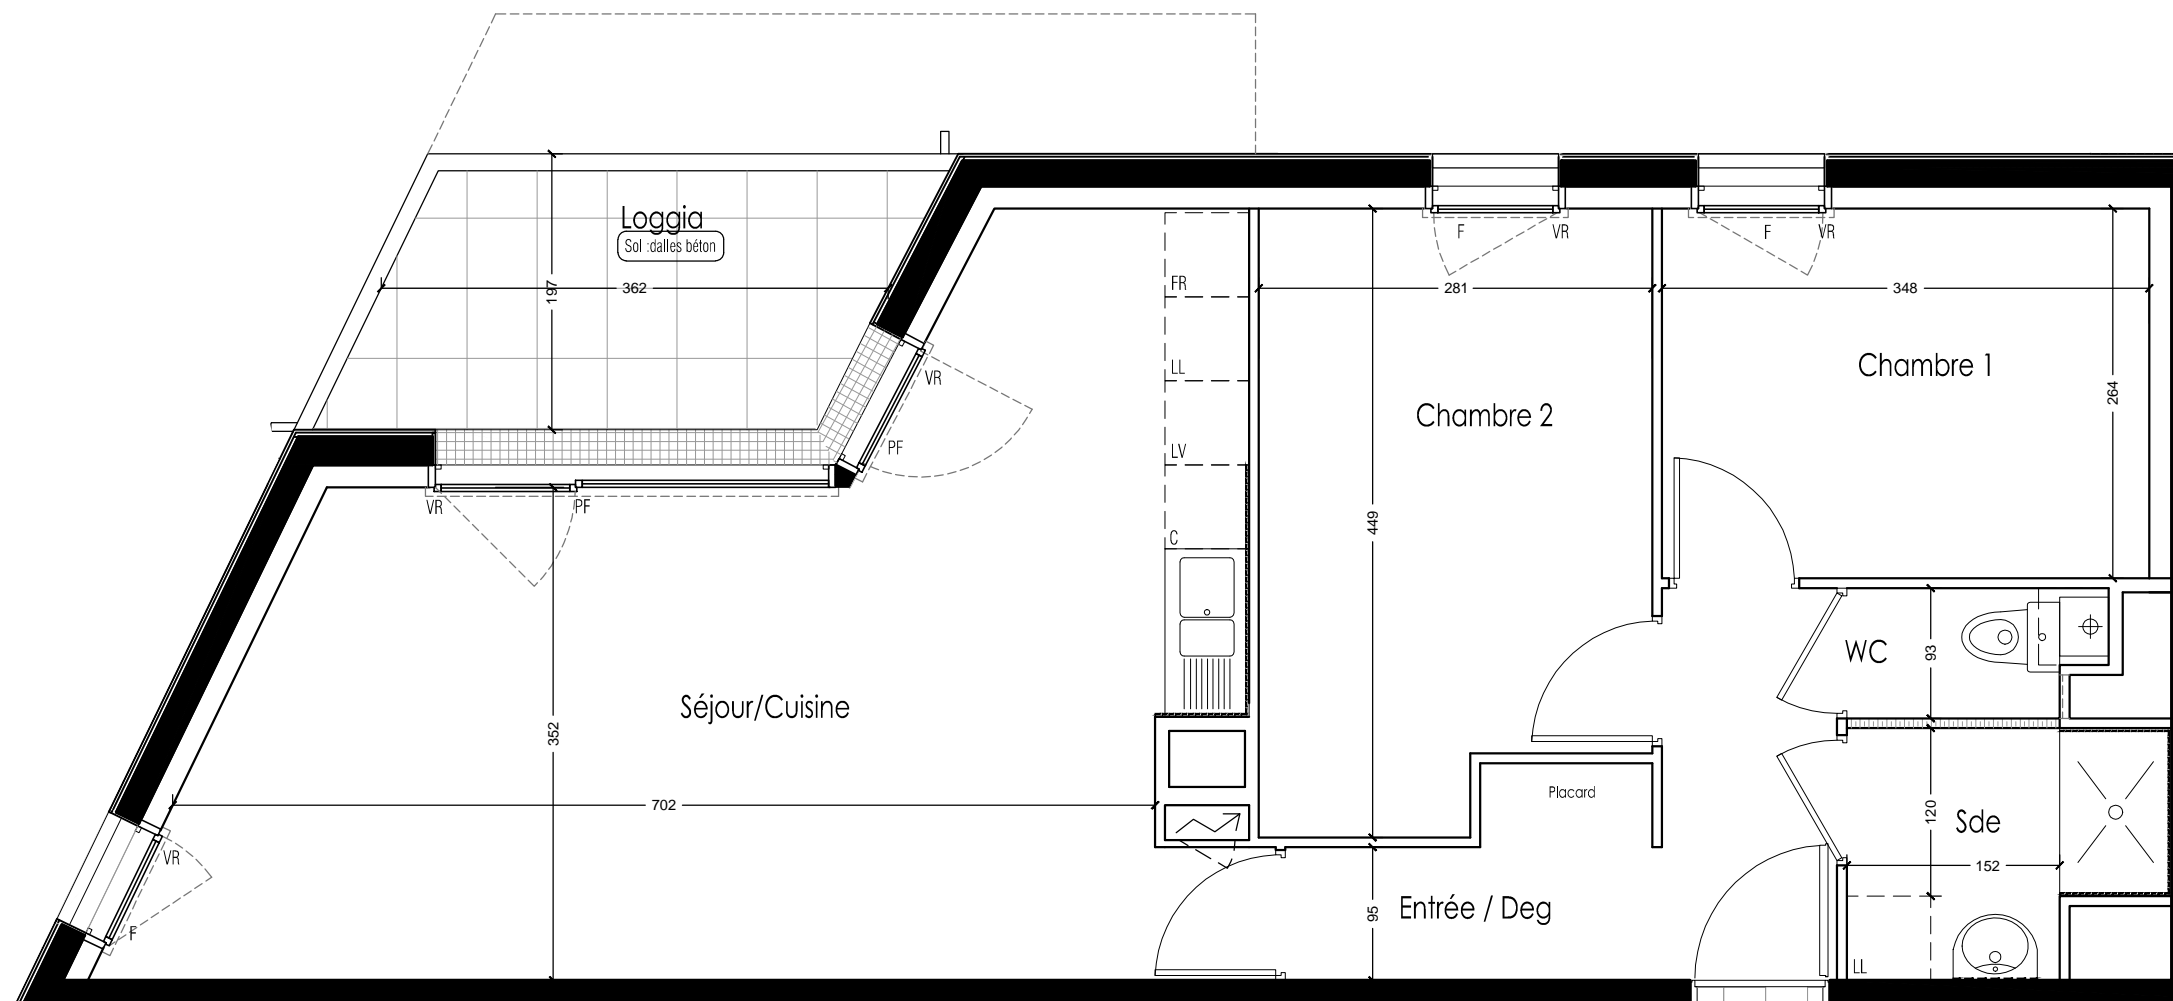 Loggia
Sol :dalles béton
197
362
FR
LL
LV
C
F
VR
F
VR
281
348
Chambre 1
264
Chambre 2
449
VR
PF
VR
PF
Séjour/Cuisine
352
702
WC
93
Placard
Sde
120
152
VR
F
Entrée / Deg
95
LL